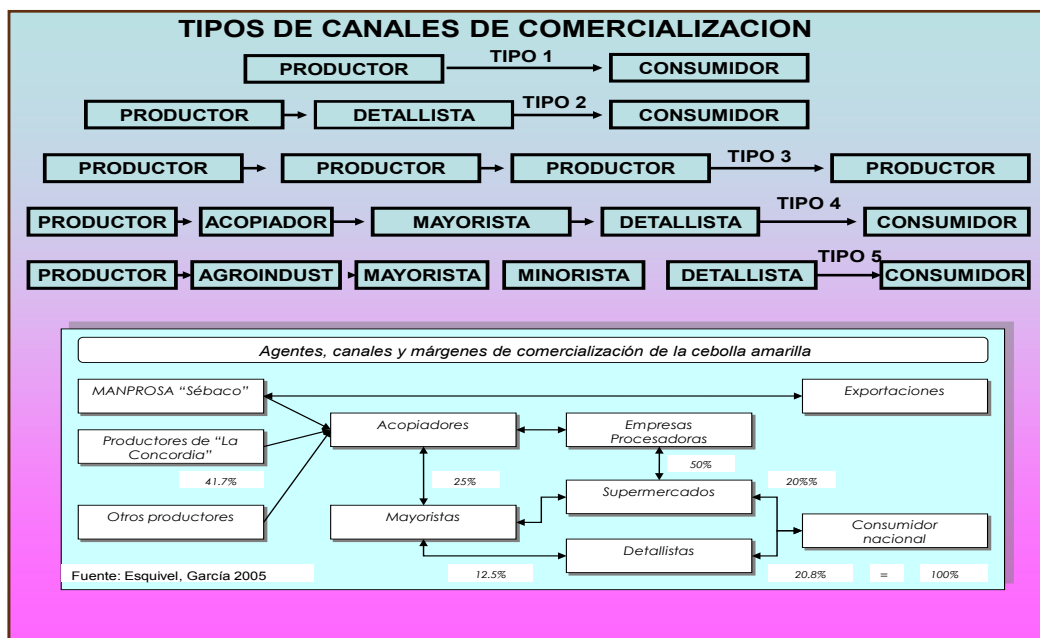 TIPOS DE CANALES DE COMERCIALIZACION
PRODUCTOR TIPO 1 CONSUMIDOR
PRODUCTOR DETALLISTA TIPO 2 CONSUMIDOR
PRODUCTOR PRODUCTOR PRODUCTOR TIPO 3 PRODUCTOR
PRODUCTOR ACOPIADOR MAYORISTA DETALLISTA TIPO 4 CONSUMIDOR
PRODUCTOR AGROINDUST MAYORISTA MINORISTA DETALLISTA TIPO 5 CONSUMIDOR
Agentes, canales y márgenes de comercialización de la cebolla amarilla
MANPROSA “Sébaco”
Exportaciones
Acopiadores
Empresas
Procesadoras
Productores de “La
Concordia”
41.7%
25%
50%
20%%
Supermercados
Otros productores
Mayoristas
Consumidor
nacional
Detallistas
Fuente: Esquivel, García 2005
12.5%
20.8% = 100%